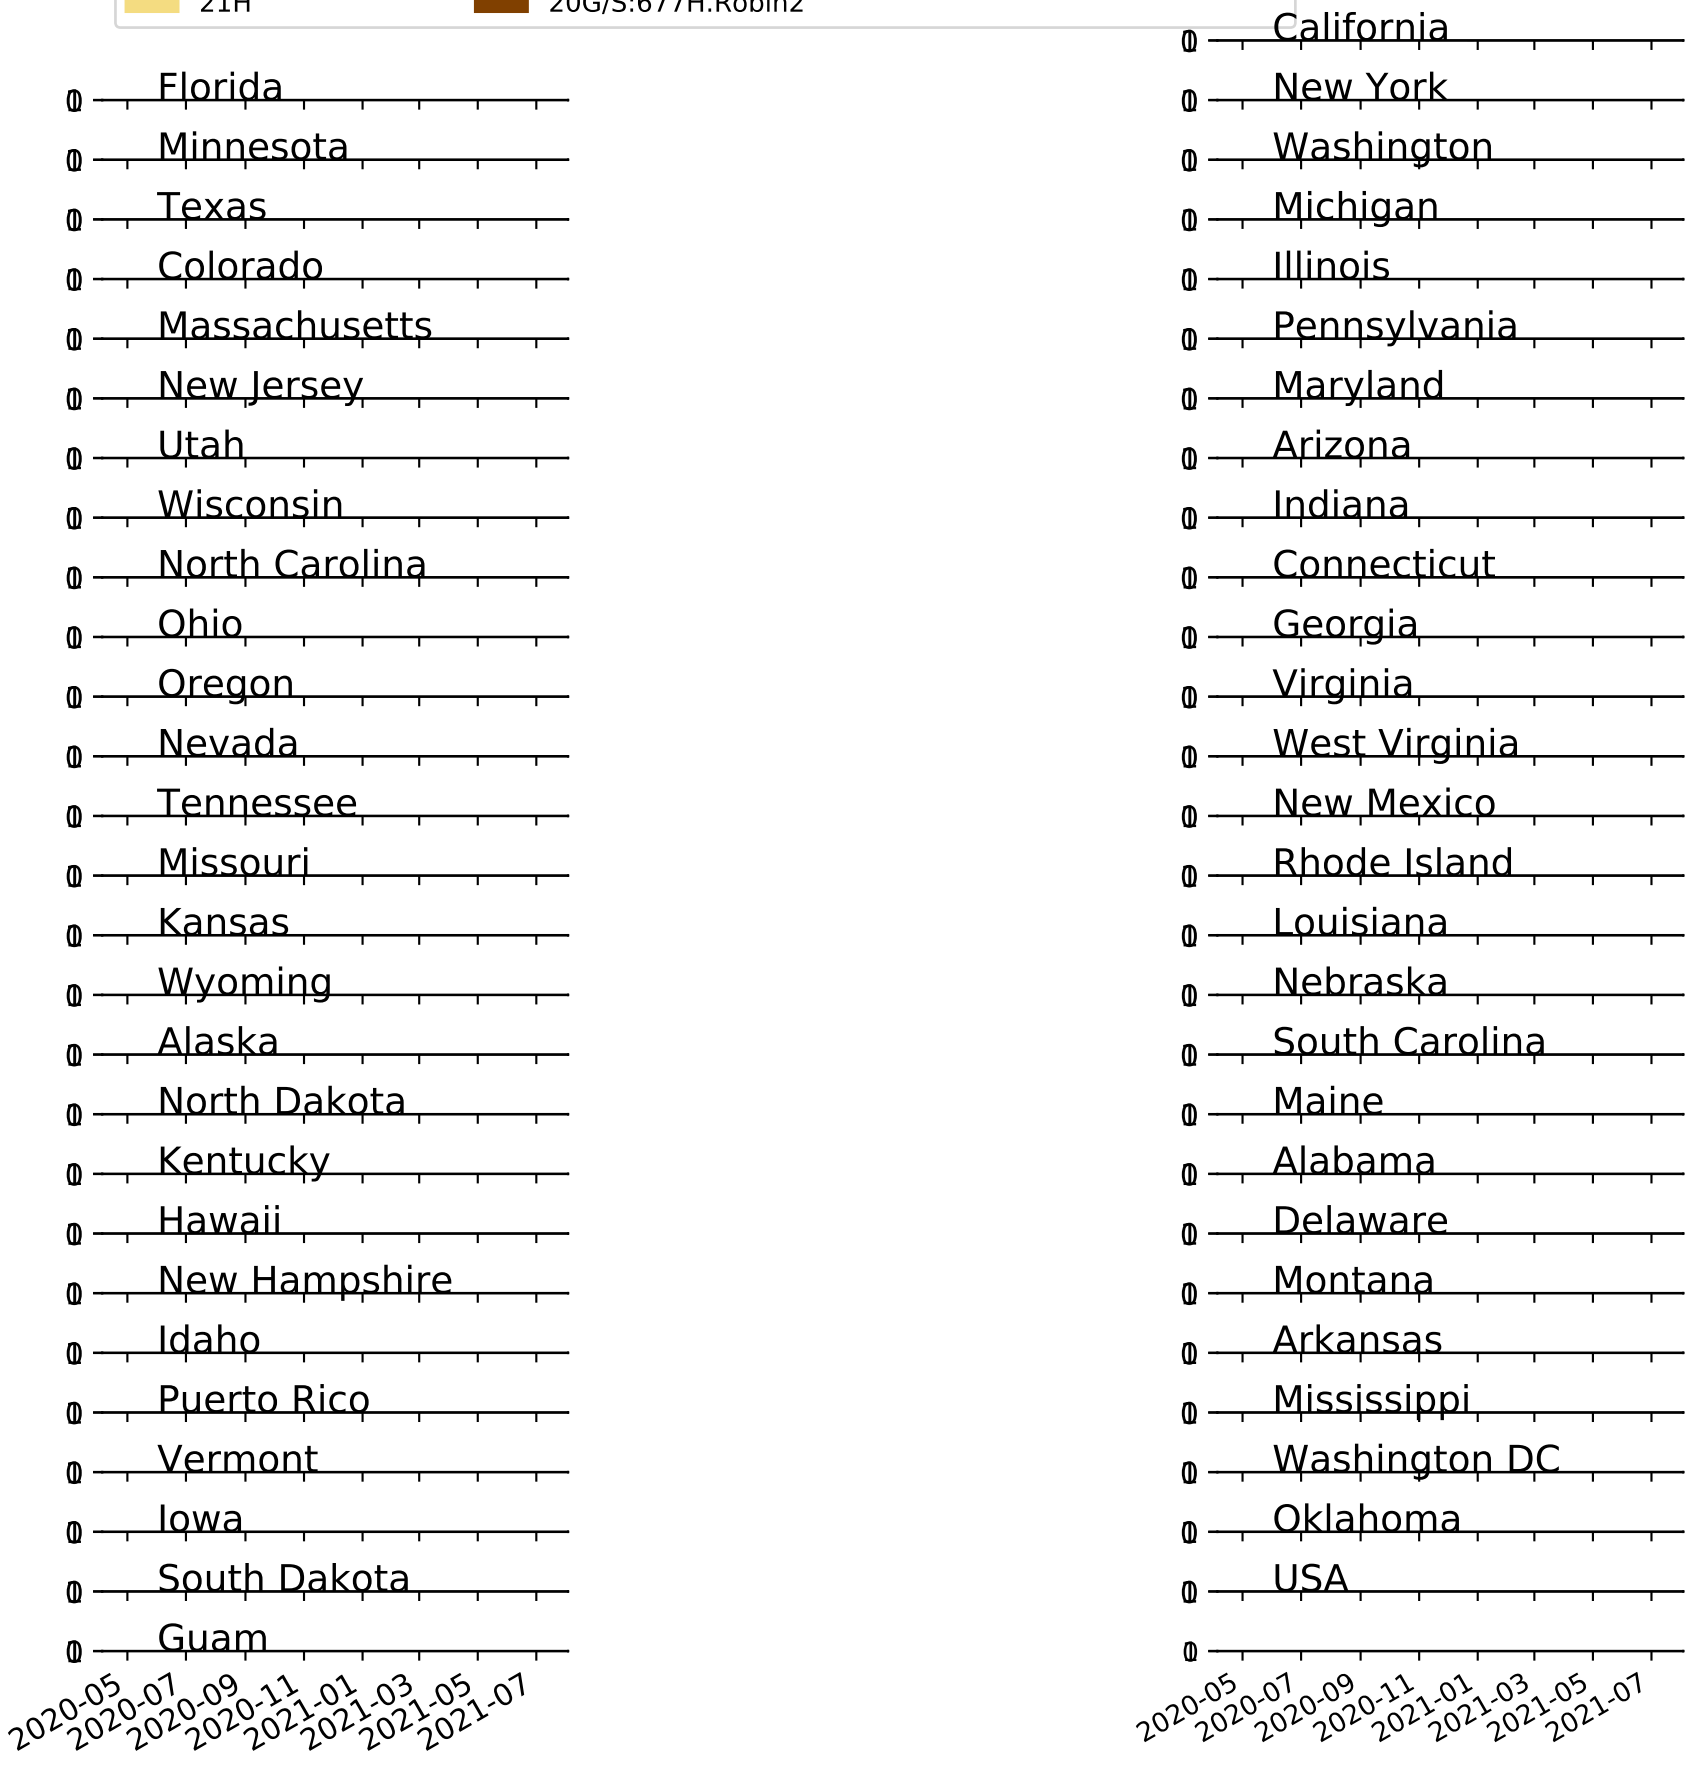 21H
20G/S:677H.Robin2
Florida
Minnesota
Texas
Colorado
Massachusetts
New Jersey
Utah
Wisconsin
North Carolina
Ohio
Oregon
Nevada
Tennessee
Missouri
Kansas
Wyoming
Alaska
North Dakota
Kentucky
Hawaii
New Hampshire
Idaho
Puerto Rico
Vermont
Iowa
South Dakota
Guam
2020-05
2020-07
2020-09
2020-11
2021-01
2021-03
2021-05
2021-07
California
New York
Washington
Michigan
Illinois
Pennsylvania
Maryland
Arizona
Indiana
Connecticut
Georgia
Virginia
West Virginia
New Mexico
Rhode Island
Louisiana
Nebraska
South Carolina
Maine
Alabama
Delaware
Montana
Arkansas
Mississippi
Washington DC
Oklahoma
USA
2020-05
2020-07
2020-09
2020-11
2021-01
2021-03
2021-05
2021-07